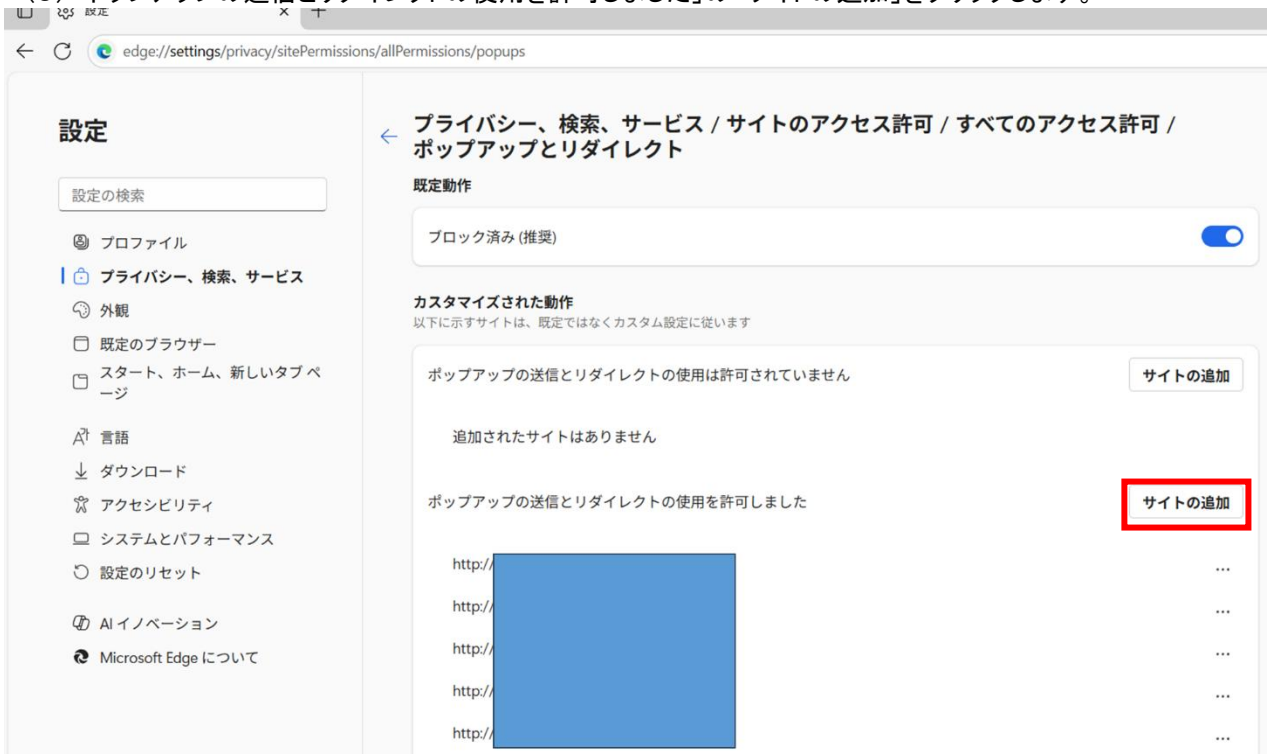 設定
edge://settings/privacy/sitePermissions/allPermissions/popups
設定
プライバシー、検索、サービス / サイトのアクセス許可 / すべてのアクセス許可 /
ポップアップとリダイレクト
設定の検索
プロファイル
プライバシー、検索、サービス
外観
既定のブラウザー
スタート、ホーム、新しいタブ ペ
ージ
言語
ダウンロード
アクセシビリティ
システムとパフォーマンス
設定のリセット
AI イノベーション
Microsoft Edge について
既定動作
ブロック済み (推奨)
カスタマイズされた動作
以下に示すサイトは、既定ではなくカスタム設定に従います
ポップアップの送信とリダイレクトの使用は許可されていません
サイトの追加
追加されたサイトはありません
ポップアップの送信とリダイレクトの使用を許可しました
サイトの追加
http://
http://
http://
http://
http://